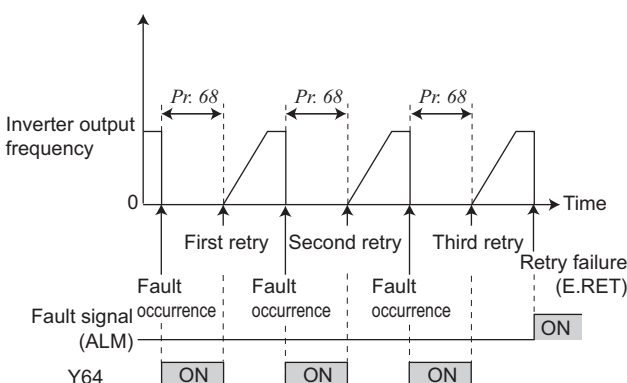 Pr. 68 Pr. 68 Pr. 68
Inverter output
frequency
0
Time
First retry Second retry Third retry
Retry failure
(E.RET)
Fault
occurrence
Fault
occurrence
Fault
occurrence
Fault signal
(ALM)
ON
Y64
ON ON ON